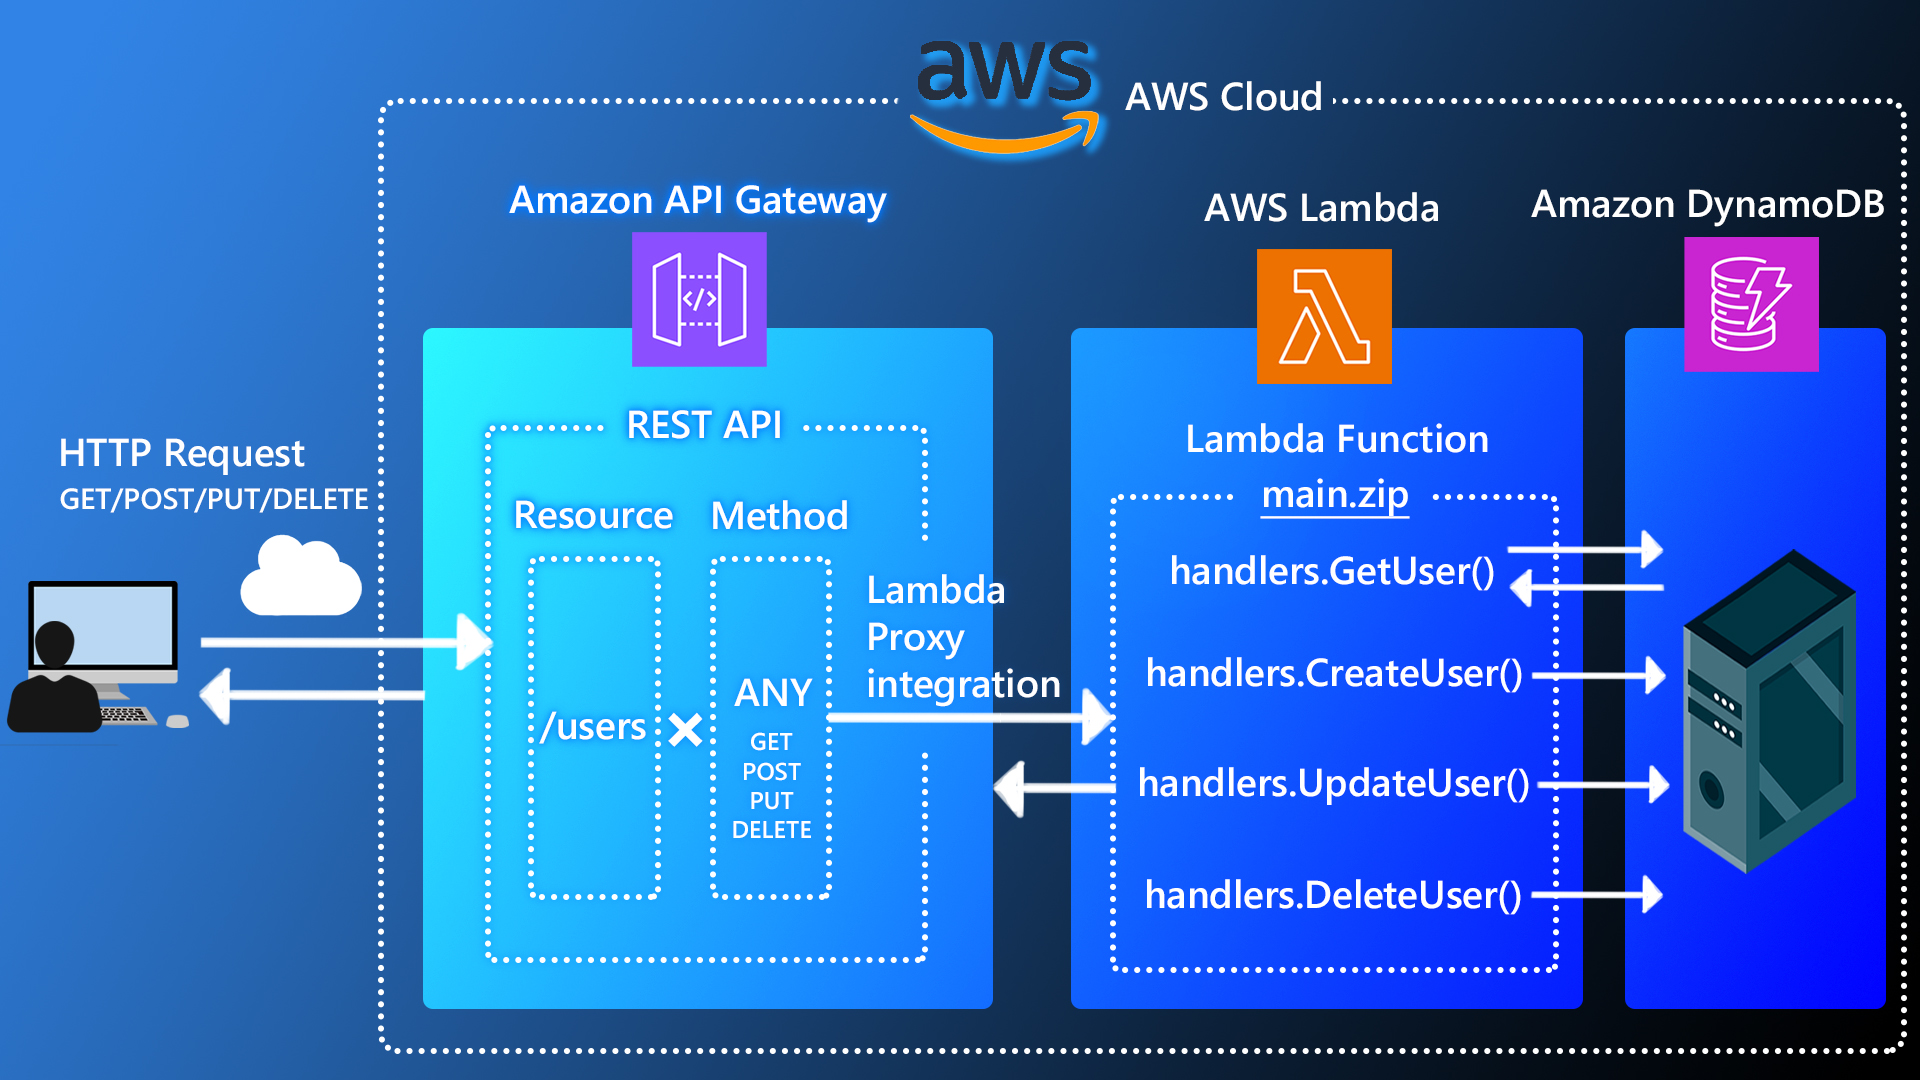 aws
AWS Cloud
Amazon API Gateway
AWS Lambda
Amazon DynamoDB
</>
HTTP Request
GET/POST/PUT/DELETE
REST API
Resource
Method
/users
ANY
GET
POST
PUT
DELETE
Lambda
Proxy
integration
Lambda Function
main.zip
handlers.GetUser()
handlers.CreateUser()
handlers.UpdateUser()
handlers.DeleteUser()